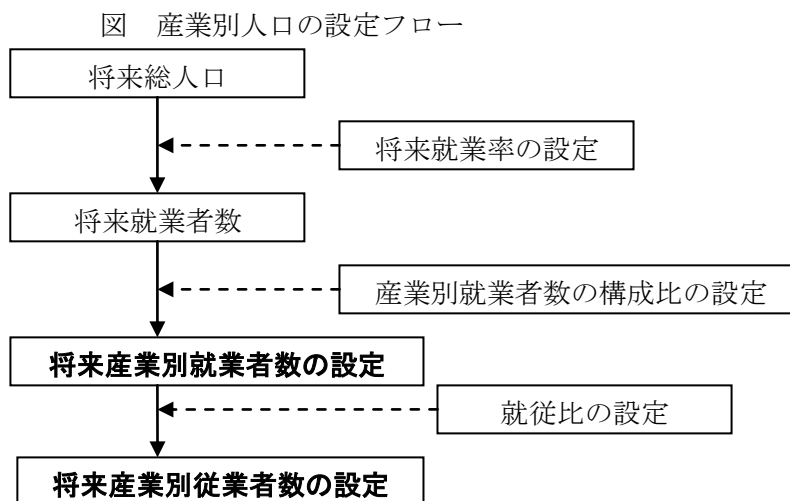 図　産業別人口の設定フロー
将来総人口
将来就業率の設定
将来就業者数
産業別就業者数の構成比の設定
将来産業別就業者数の設定
就従比の設定
将来産業別従業者数の設定